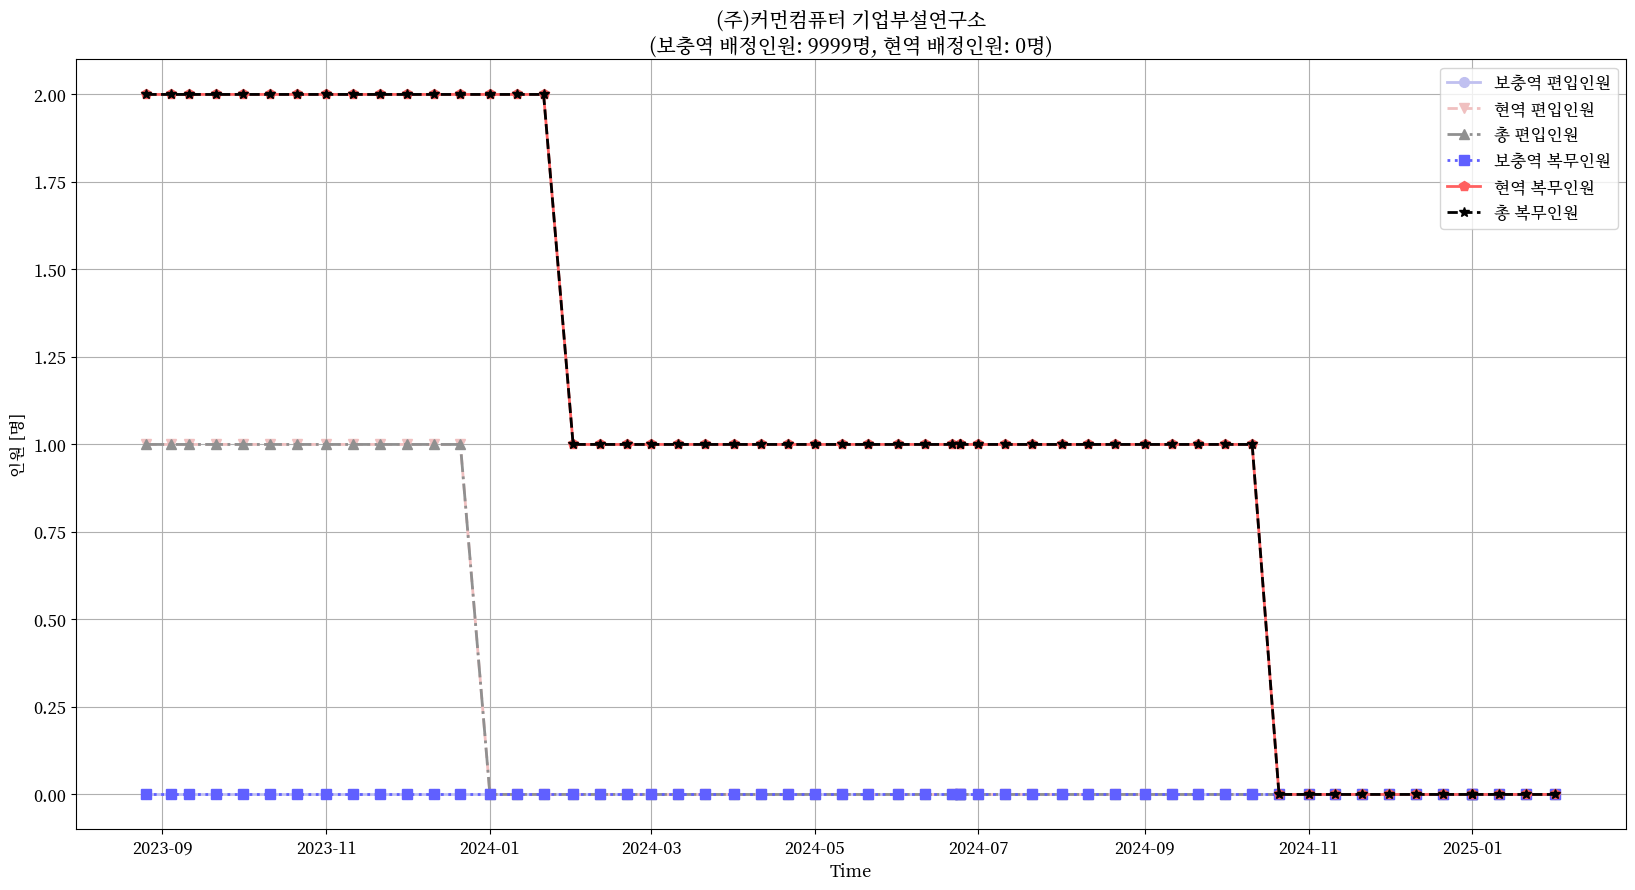 (주)커먼컴퓨터 기업부설연구소
(보충역 배정인원: 9999명, 현역 배정인원: 0명)
보충역 편입인원
현역 편입인원
총 편입인원
보충역 복무인원
현역 복무인원
총 복무인원
2.00
1.75
1.50
1.25
1.00
0.75
0.50
0.25
0.00
인원 [명]
2023-09 2023-11 2024-01 2024-03 2024-05 2024-07 2024-09 2024-11 2025-01
Time